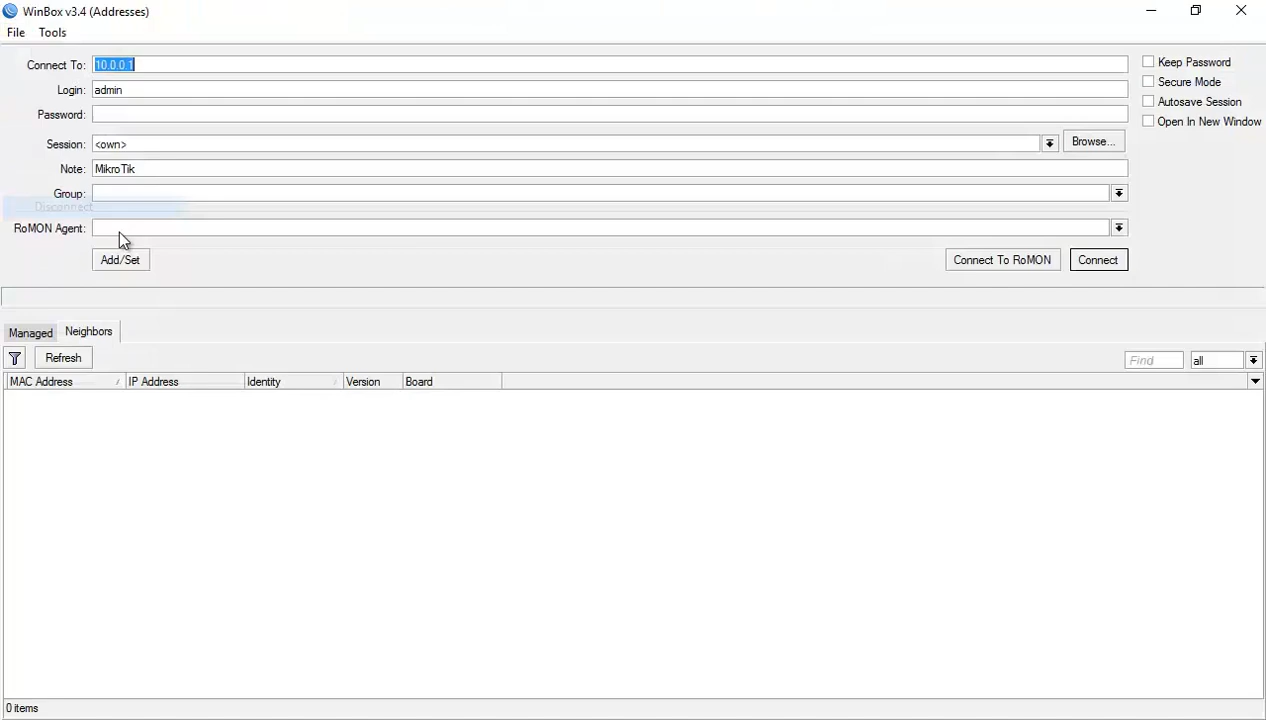 WinBox v3.4 (Addresses)
File Tools
Connect To: 10.0.0.1
Keep Password
Login: admin
Secure Mode
Password:
Autosave Session
Open In New Window
Session: <own> Browse...
Note: MikroTik
Group:
Disconnect
RoMON Agent:
Add/Set Connect To RoMON Connect
Managed Neighbors
Refresh Find all
MAC Address IP Address Identity Version Board
0 items